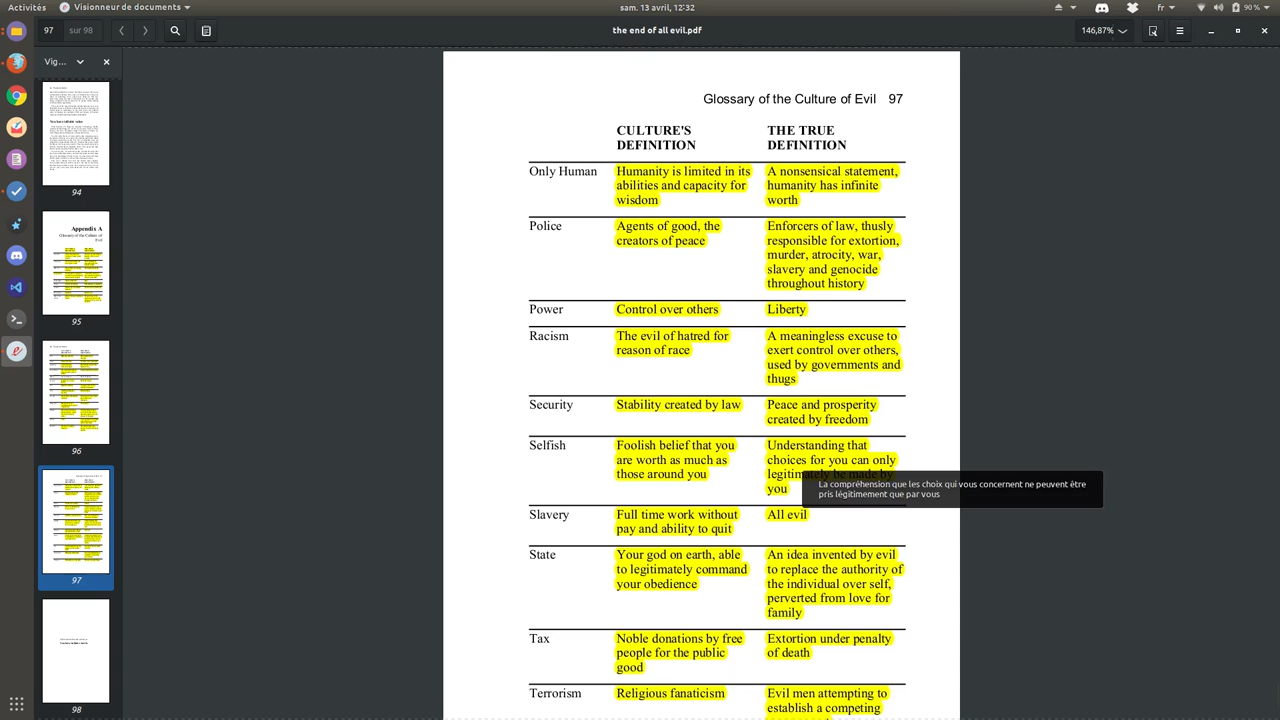 Activités
Visionneur de documents
sam. 13 avril, 12:32
90 %
97
sur 98
the end of all evil.pdf
146,87%
Vig…
94
95
96
97
98
Appendix A
Glossary of the Culture of
Evil
Glossary of the Culture of Evil 97
CULTURE'S THE TRUE
DEFINITION DEFINITION
Only Human Humanity is limited in its A nonsensical statement,
abilities and capacity for humanity has infinite
wisdom worth
Police Agents of good, the Enforcers of law, thusly
creators of peace responsible for extortion,
murder, atrocity, war,
slavery and genocide
throughout history
Power Control over others Liberty
Racism The evil of hatred for A meaningless excuse to
reason of race exert control over others,
used by governments and
thugs
Security Stability created by law Peace and prosperity
created by freedom
Selfish Foolish belief that you Understanding that
are worth as much as choices for you can only
those around you legitimately be made by
you
La compréhension que les choix qui vous concernent ne peuvent être
pris légitimement que par vous
Slavery Full time work without All evil
pay and ability to quit
State Your god on earth, able An idea invented by evil
to legitimately command to replace the authority of
your obedience the individual over self,
perverted from love for
family
Tax Noble donations by free Extortion under penalty
people for the public of death
good
Terrorism Religious fanaticism Evil men attempting to
establish a competing